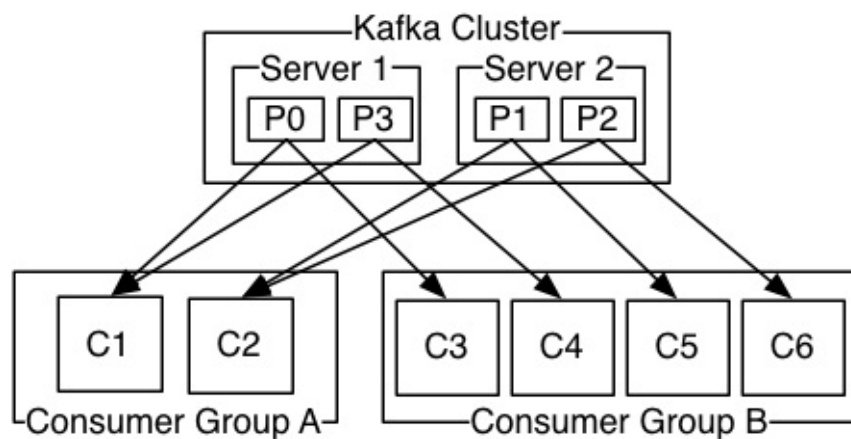 Kafka Cluster
Server 1 Server 2
P0 P3 P1 P2
C1 C2 C3 C4 C5 C6
Consumer Group A Consumer Group B